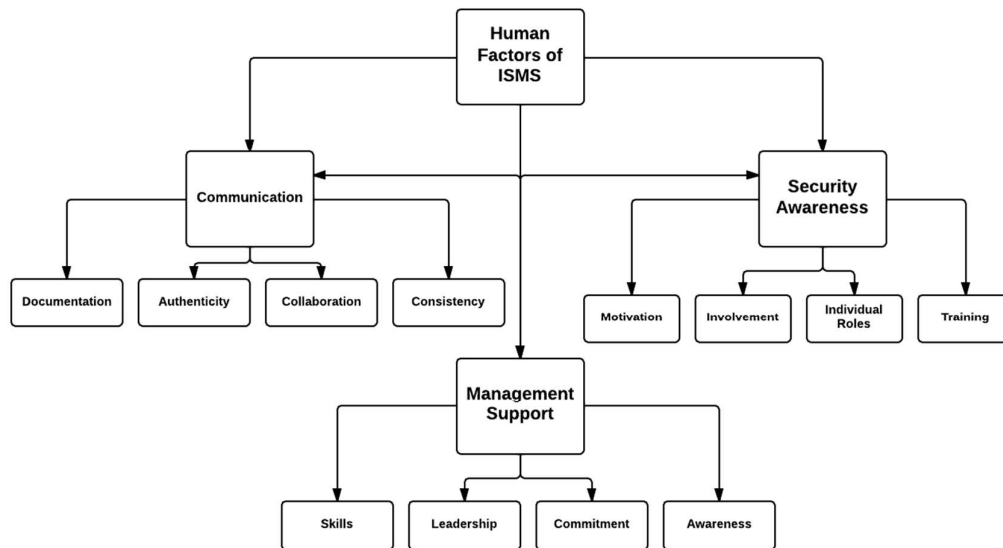 Human
Factors of
ISMS
Communication
Security
Awareness
Documentation
Authenticity
Collaboration
Consistency
Motivation
Involvement
Individual
Roles
Training
Management
Support
Skills
Leadership
Commitment
Awareness